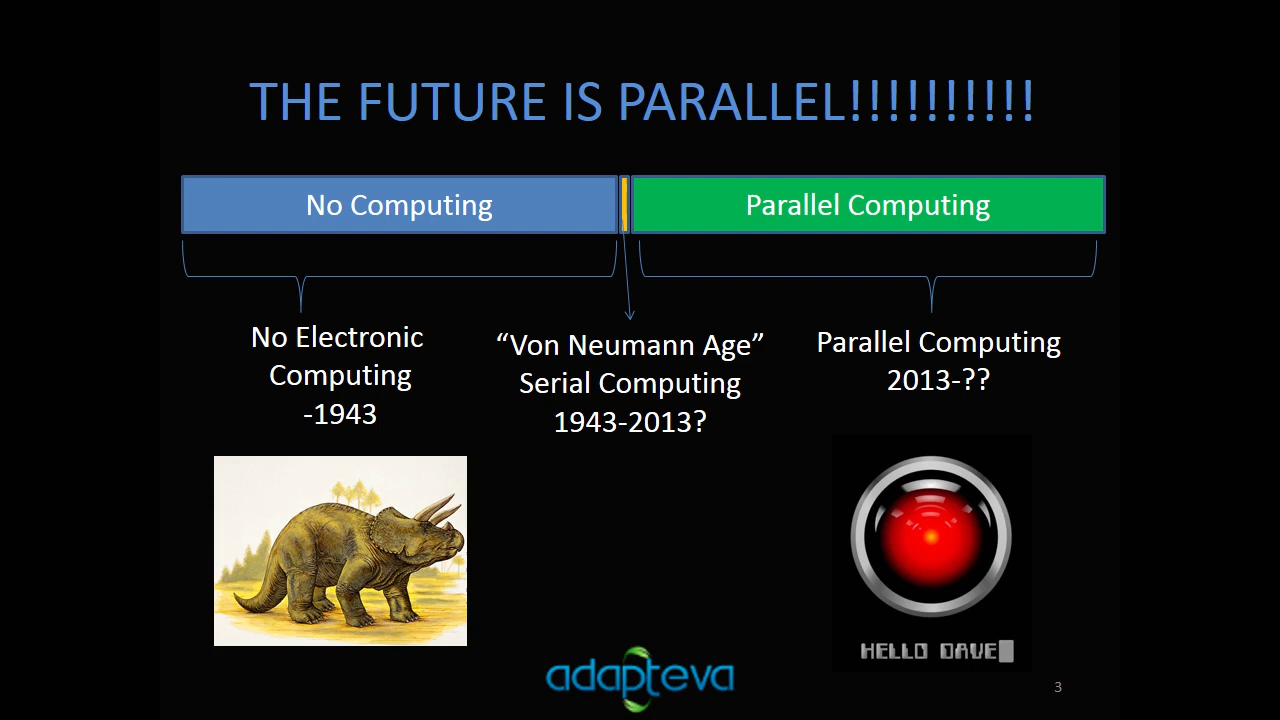 THE FUTURE IS PARALLEL!!!!!!!!!!
No Computing
Parallel Computing
No Electronic
Computing
-1943
“Von Neumann Age”
Serial Computing
1943-2013?
Parallel Computing
2013-??
HELLO DAVE
adapteva
3